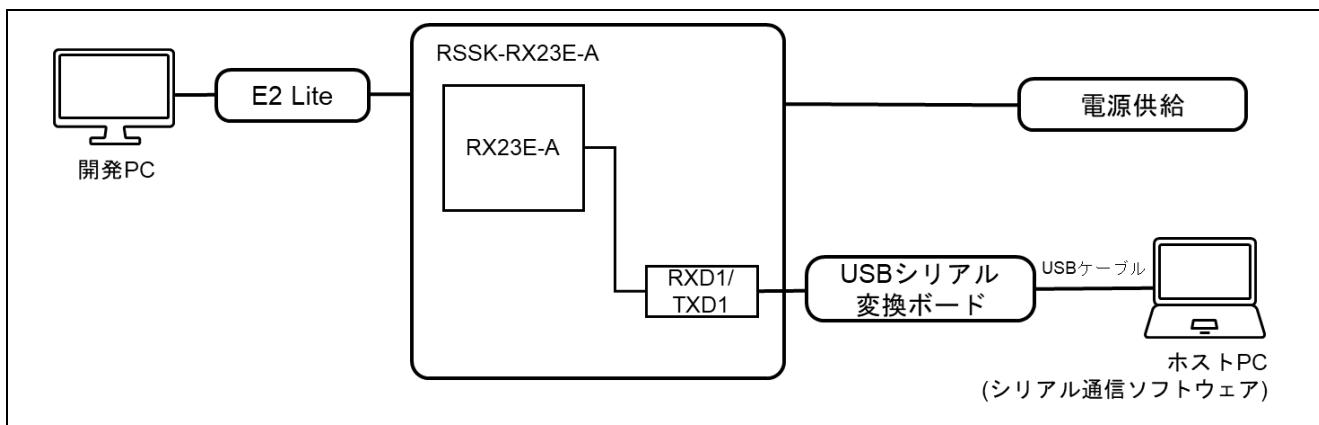 RSSK-RX23E-A
E2 Lite
電源供給
RX23E-A
開発PC
RXD1/
TXD1
USBシリアル
変換ボード
USBケーブル
ホストPC
(シリアル通信ソフトウェア)